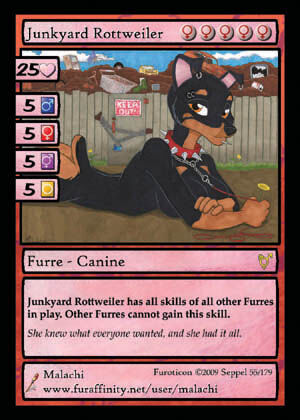 Junkyard Rottweiler
25
5
5
5
5
KEEP
OUT!
Furre - Canine
Junkyard Rottweiler has all skills of all other Furres
in play. Other Furres cannot gain this skill.
She knew what everyone wanted, and she had it all.
Malachi
Furoticon ©2009 Seppel 55/179
www.furaffinity.net/user/malachi